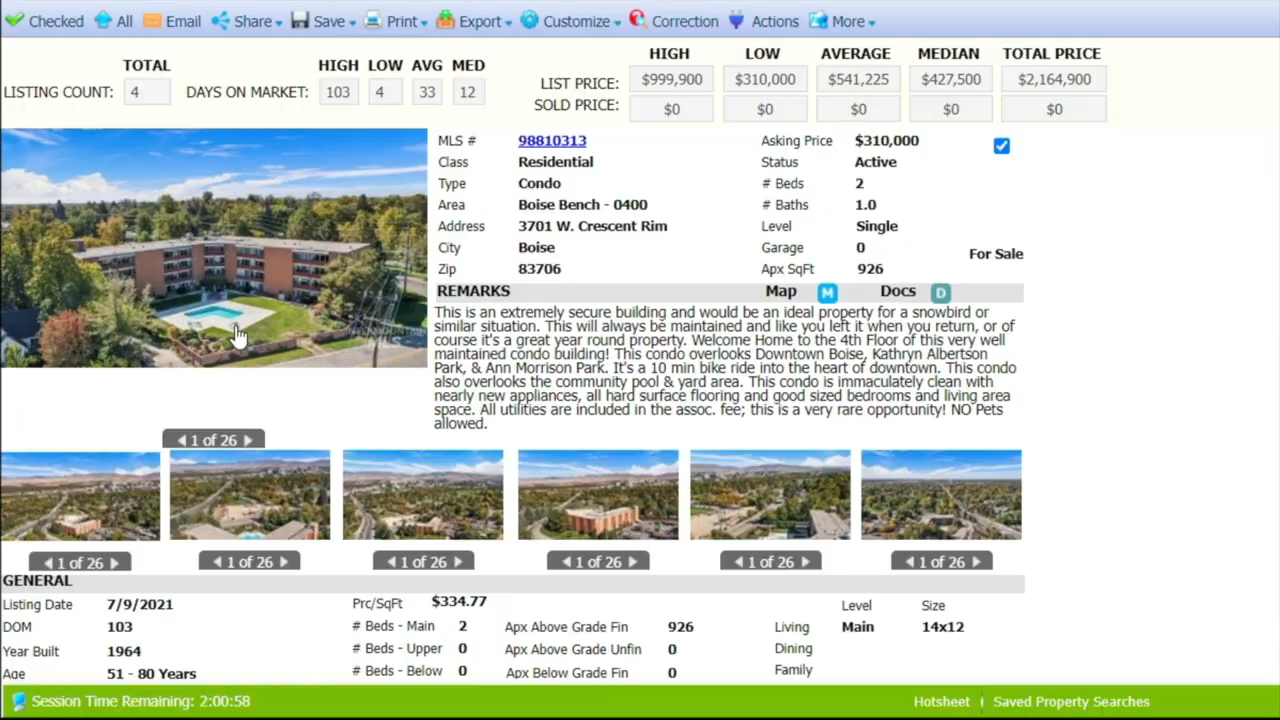 Checked All Email Share Save Print Export Customize Correction Actions More
TOTAL HIGH LOW AVG MED HIGH LOW AVERAGE MEDIAN TOTAL PRICE
LISTING COUNT: 4 DAYS ON MARKET: 103 4 33 12
LIST PRICE: $999,900 $310,000 $541,225 $427,500 $2,164,900
SOLD PRICE: $0 $0 $0 $0 $0
MLS # 98810313 Asking Price $310,000
Class Residential Status Active
Type Condo # Beds 2
Area Boise Bench - 0400 # Baths 1.0
Address 3701 W. Crescent Rim Level Single
City Boise Garage 0 For Sale
Zip 83706 Apx SqFt 926
REMARKS Map M Docs D
This is an extremely secure building and would be an ideal property for a snowbird or
similar situation. This will always be maintained and like you left it when you return, or of
course it's a great year round property. Welcome Home to the 4th Floor of this very well
maintained condo building! This condo overlooks Downtown Boise, Kathryn Albertson
Park, & Ann Morrison Park. It's a 10 min bike ride into the heart of downtown. This condo
also overlooks the community pool & yard area. This condo is immaculately clean with
nearly new appliances, all hard surface flooring and good sized bedrooms and living area
space. All utilities are included in the assoc. fee; this is a very rare opportunity! NO Pets
allowed.
1 of 26
1 of 26 1 of 26 1 of 26 1 of 26 1 of 26 1 of 26
GENERAL
Listing Date 7/9/2021 Prc/SqFt $334.77 Level Size
DOM 103 # Beds - Main 2 Apx Above Grade Fin 926 Living Main 14x12
Year Built 1964 # Beds - Upper 0 Apx Above Grade Unfin 0 Dining
Age 51 - 80 Years # Beds - Below 0 Apx Below Grade Fin 0 Family
Session Time Remaining: 2:00:58 Hotsheet | Saved Property Searches